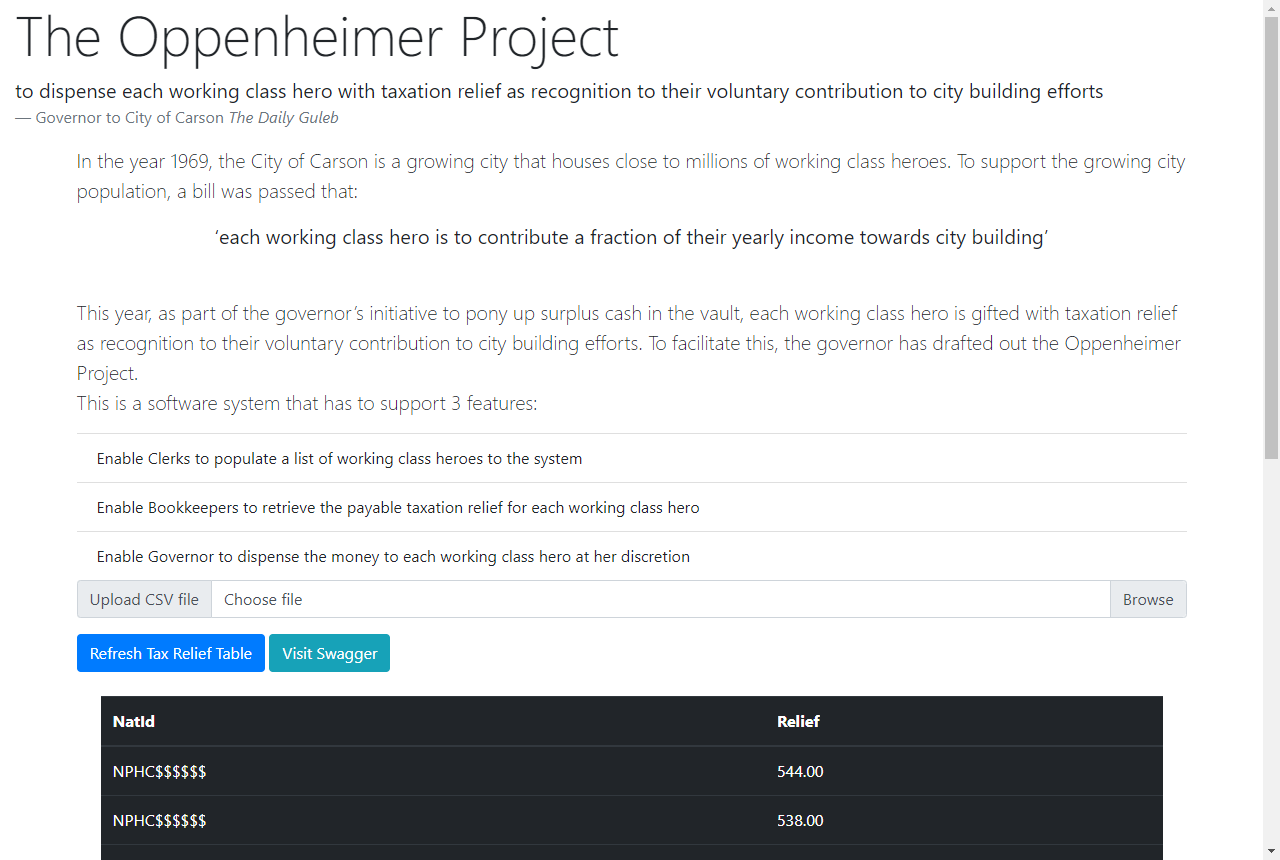 The Oppenheimer Project
to dispense each working class hero with taxation relief as recognition to their voluntary contribution to city building efforts
— Governor to City of Carson The Daily Guleb
In the year 1969, the City of Carson is a growing city that houses close to millions of working class heroes. To support the growing city
population, a bill was passed that:
‘each working class hero is to contribute a fraction of their yearly income towards city building’
This year, as part of the governor’s initiative to pony up surplus cash in the vault, each working class hero is gifted with taxation relief
as recognition to their voluntary contribution to city building efforts. To facilitate this, the governor has drafted out the Oppenheimer
Project.
This is a software system that has to support 3 features:
Enable Clerks to populate a list of working class heroes to the system
Enable Bookkeepers to retrieve the payable taxation relief for each working class hero
Enable Governor to dispense the money to each working class hero at her discretion
Upload CSV file Choose file Browse
Refresh Tax Relief Table Visit Swagger
NatId Relief
NPHC$$$$$$ 544.00
NPHC$$$$$$ 538.00